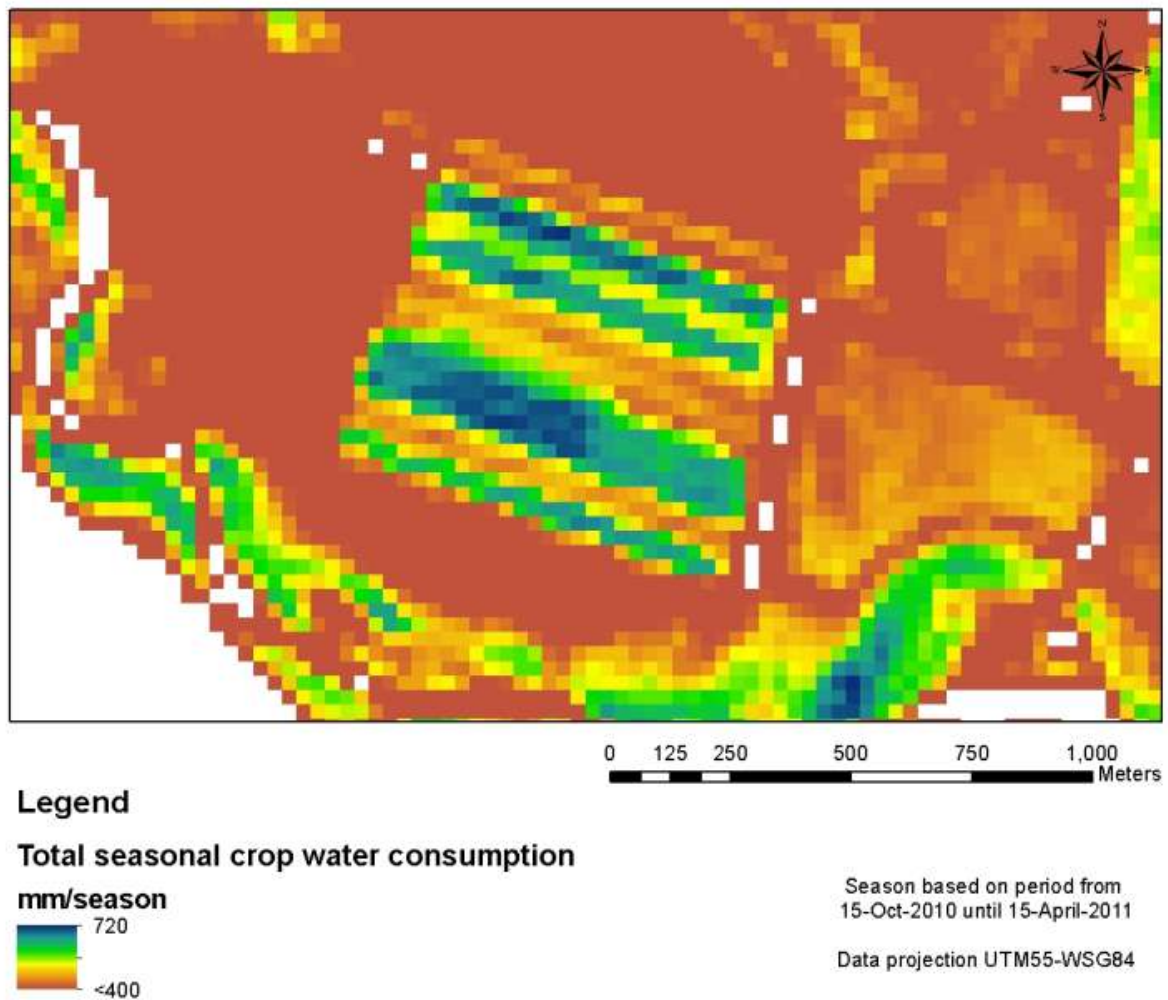 N
S
0 125 250 500 750 1,000
Meters
Legend
Total seasonal crop water consumption
mm/season
720
<400
Season based on period from
15-Oct-2010 until 15-April-2011
Data projection UTM55-WSG84